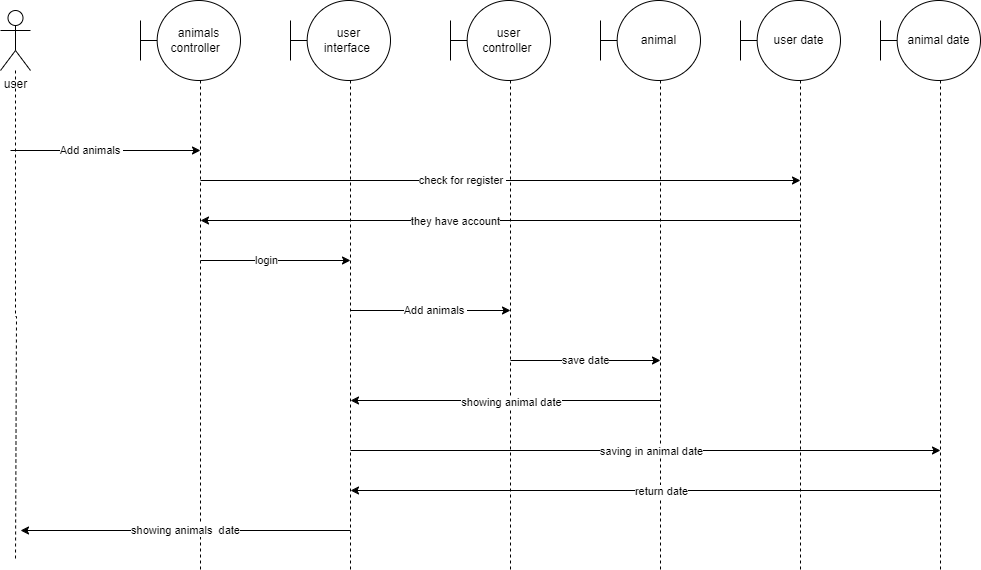 animals
controller
user
interface
user
controller
animal
user date
animal date
user
Add animals
check for register
they have account
login
Add animals
save date
showing animal date
saving in animal date
return date
showing animals  date